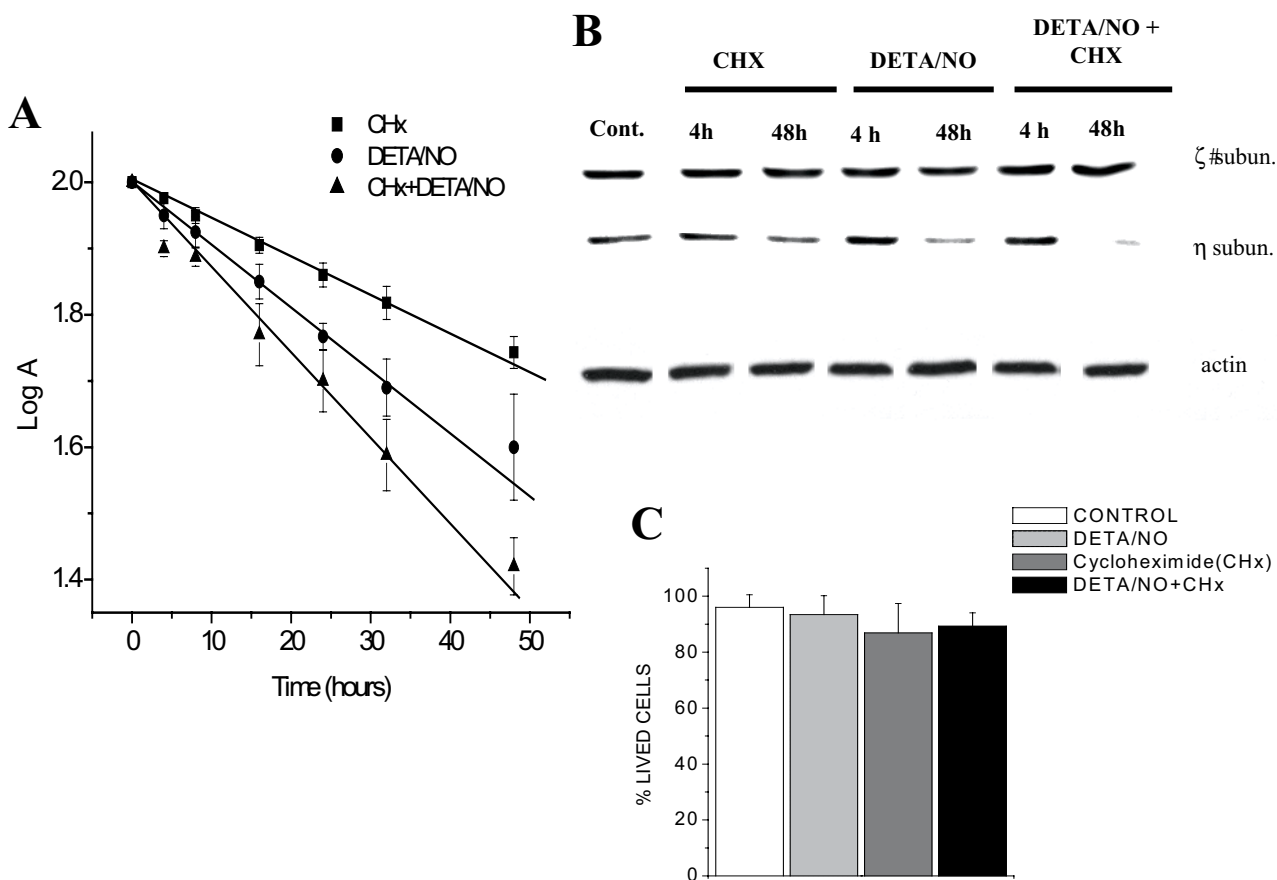 A
CHx
DETA/NO
CHx+DETA/NO
2.0
1.8
1.6
1.4
Log A
0 10 20 30 40 50
Time (hours)
B
CHX DETA/NO DETA/NO +
CHX
Cont. 4h 48h 4 h 48h 4 h 48h
ζ #subun.
η subun.
actin
C
CONTROL
DETA/NO
Cycloheximide(CHx)
DETA/NO+CHx
100
80
60
40
20
0
% LIVED CELLS